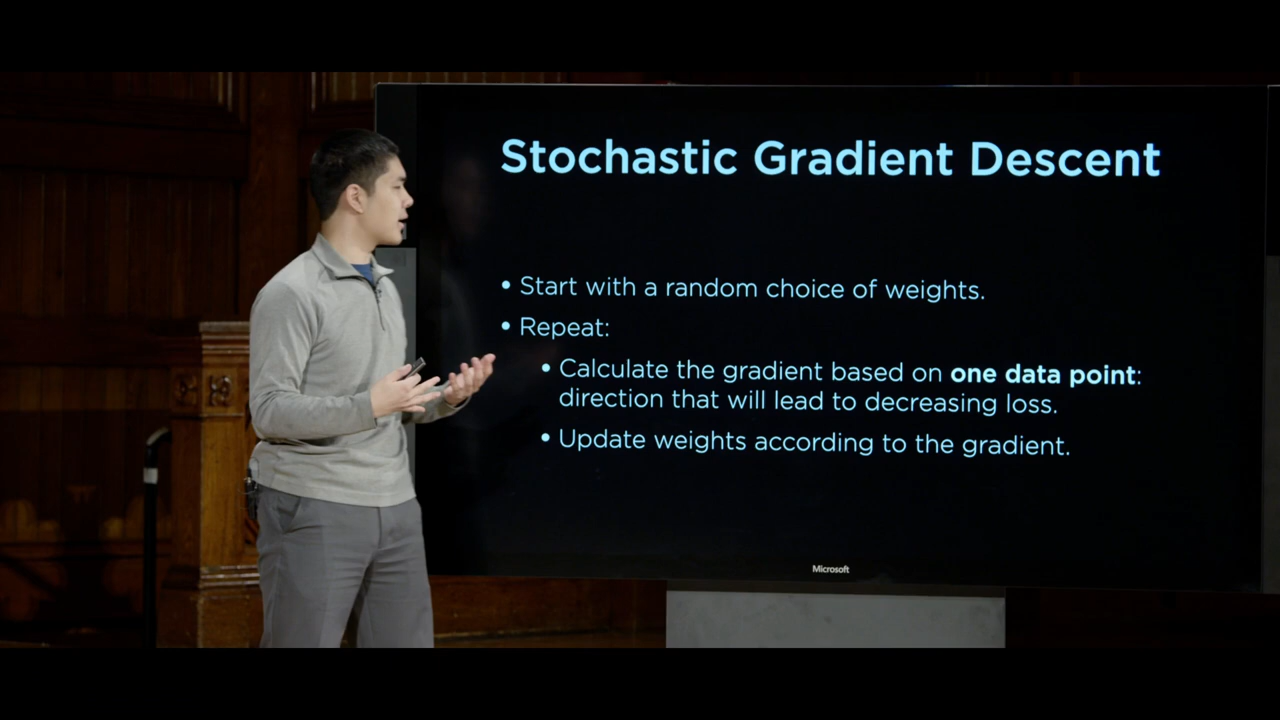 Stochastic Gradient Descent
• Start with a random choice of weights.
• Repeat:
• Calculate the gradient based on one data point:
direction that will lead to decreasing loss.
• Update weights according to the gradient.
Microsoft